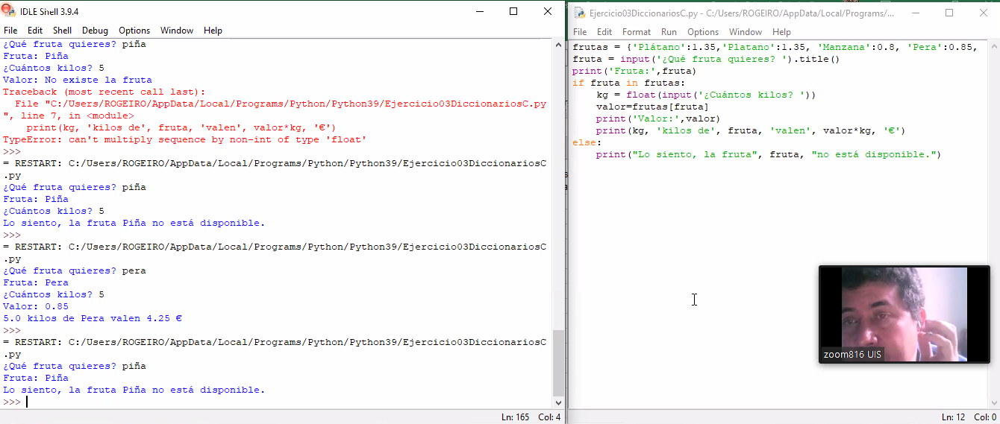 IDLE Shell 3.9.4
File Edit Shell Debug Options Window Help
¿Qué fruta quieres? piña
Fruta: Piña
¿Cuántos kilos? 5
Valor: No existe la fruta
Traceback (most recent call last):
File "C:/Users/ROGEIRO/AppData/Local/Programs/Python/Python39/Ejercicio03DiccionariosC.py
", line 7, in <module>
print(kg, 'kilos de', fruta, 'valen', valor*kg, '€')
TypeError: can't multiply sequence by non-int of type 'float'
>>>
= RESTART: C:/Users/ROGEIRO/AppData/Local/Programs/Python/Python39/Ejercicio03DiccionariosC
.py
¿Qué fruta quieres? piña
Fruta: Piña
¿Cuántos kilos? 5
Lo siento, la fruta Piña no está disponible.
>>>
= RESTART: C:/Users/ROGEIRO/AppData/Local/Programs/Python/Python39/Ejercicio03DiccionariosC
.py
¿Qué fruta quieres? pera
Fruta: Pera
¿Cuántos kilos? 5
Valor: 0.85
5.0 kilos de Pera valen 4.25 €
>>>
= RESTART: C:/Users/ROGEIRO/AppData/Local/Programs/Python/Python39/Ejercicio03DiccionariosC
.py
¿Qué fruta quieres? piña
Fruta: Piña
Lo siento, la fruta Piña no está disponible.
>>>
Ln: 165 Col: 4
Ejercicio03DiccionariosC.py - C:/Users/ROGEIRO/AppData/Local/Programs/...
File Edit Format Run Options Window Help
frutas = {'Plátano':1.35,'Platano':1.35, 'Manzana':0.8, 'Pera':0.85,
fruta = input('¿Qué fruta quieres? ').title()
print('Fruta:',fruta)
if fruta in frutas:
kg = float(input('¿Cuántos kilos? '))
valor=frutas[fruta]
print('Valor:',valor)
print(kg, 'kilos de', fruta, 'valen', valor*kg, '€')
else:
print("Lo siento, la fruta", fruta, "no está disponible.")
zoom816 UIS
Ln: 12 Col: 0